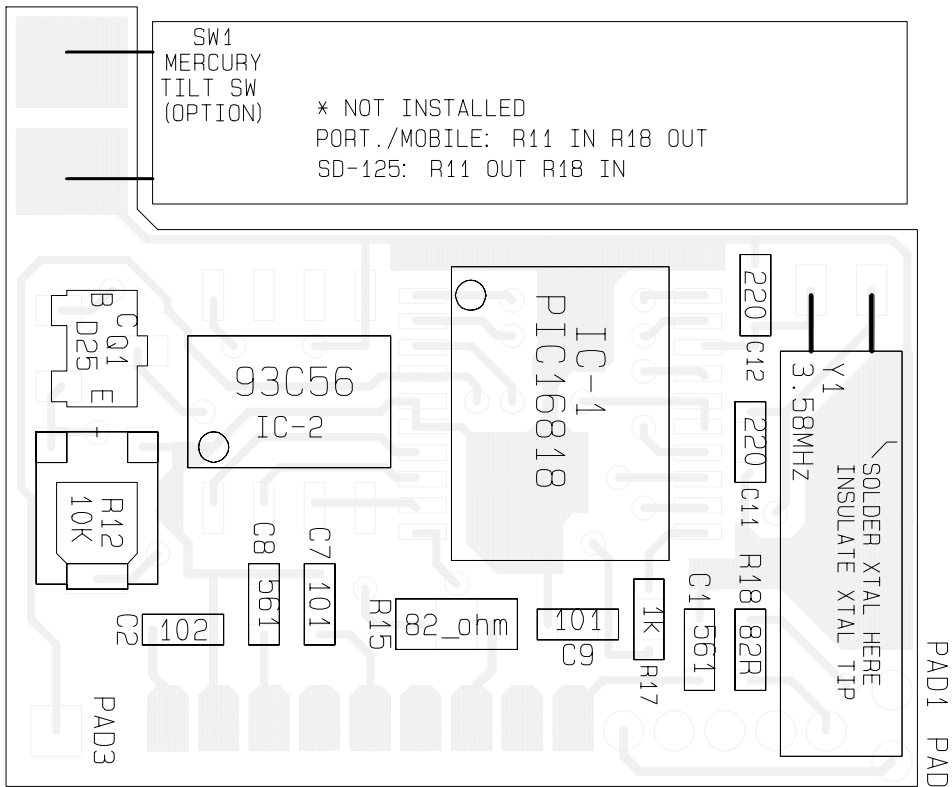 SW1
MERCURY
TILT SW
(OPTION)
* NOT INSTALLED
PORT./MOBILE: R11 IN R18 OUT
SD-125: R11 OUT R18 IN
B
C
E
Q1
D25
93C56
IC-2
IC-1
PIC16818
220
C12
Y1
3.58MHz
220
C11
SOLDER XTAL HERE
INSULATE XTAL TIP
+
R12
10K
C8
561
C7
101
C2
102
R15
82_ohm
101
C9
1k
R17
C1
561
R18
82R
PAD3
PAD1
PAD